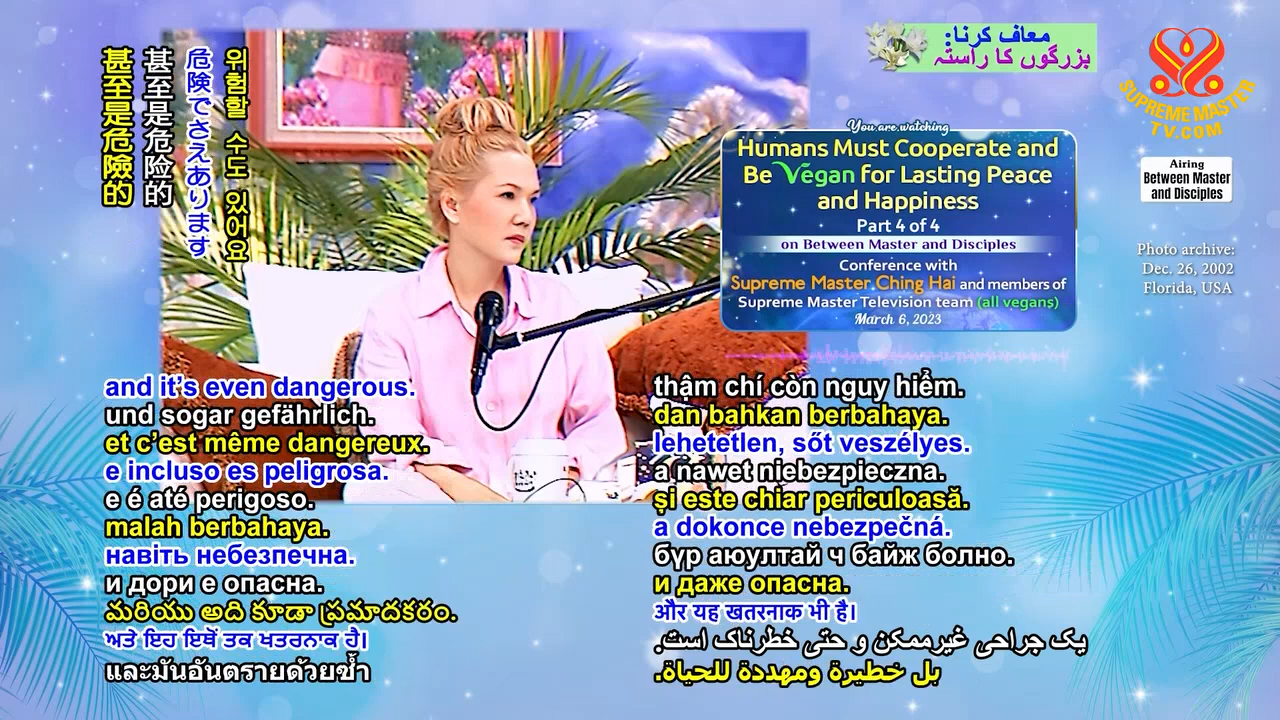 甚至是危險的
甚至是危险的
危険でさえあります
위험할 수도 있어요
معاف کرنا:
بزرگوں کا راستہ
SUPREME MASTER
TV.COM
Airing
Between Master
and Disciples
You are watching
Humans Must Cooperate and
Be Vegan for Lasting Peace
and Happiness
Part 4 of 4
on Between Master and Disciples
Conference with
Supreme Master Ching Hai and members of
Supreme Master Television team (all vegans)
March 6, 2023
Photo archive:
Dec. 26, 2002
Florida, USA
and it’s even dangerous.
und sogar gefährlich.
et c’est même dangereux.
e incluso es peligrosa.
e é até perigoso.
malah berbahaya.
навіть небезпечна.
и дори е опасна.
మరియు అది కూడా ప్రమాదకరం.
ਅਤੇ ਇਹ ਇਥੋਂ ਤਕ ਖਤਰਨਾਕ ਹੈ।
และมันอันตรายด้วยซ้ำ
thậm chí còn nguy hiểm.
dan bahkan berbahaya.
lehetetlen, sőt veszélyes.
a nawet niebezpieczna.
și este chiar periculoasă.
a dokonce nebezpečná.
бүр аюултай ч байж болно.
и даже опасна.
और यह खतरनाक भी है।
یک جراحی غیرممکن و حتی خطرناک است.
بل خطيرة ومهددة للحياة.